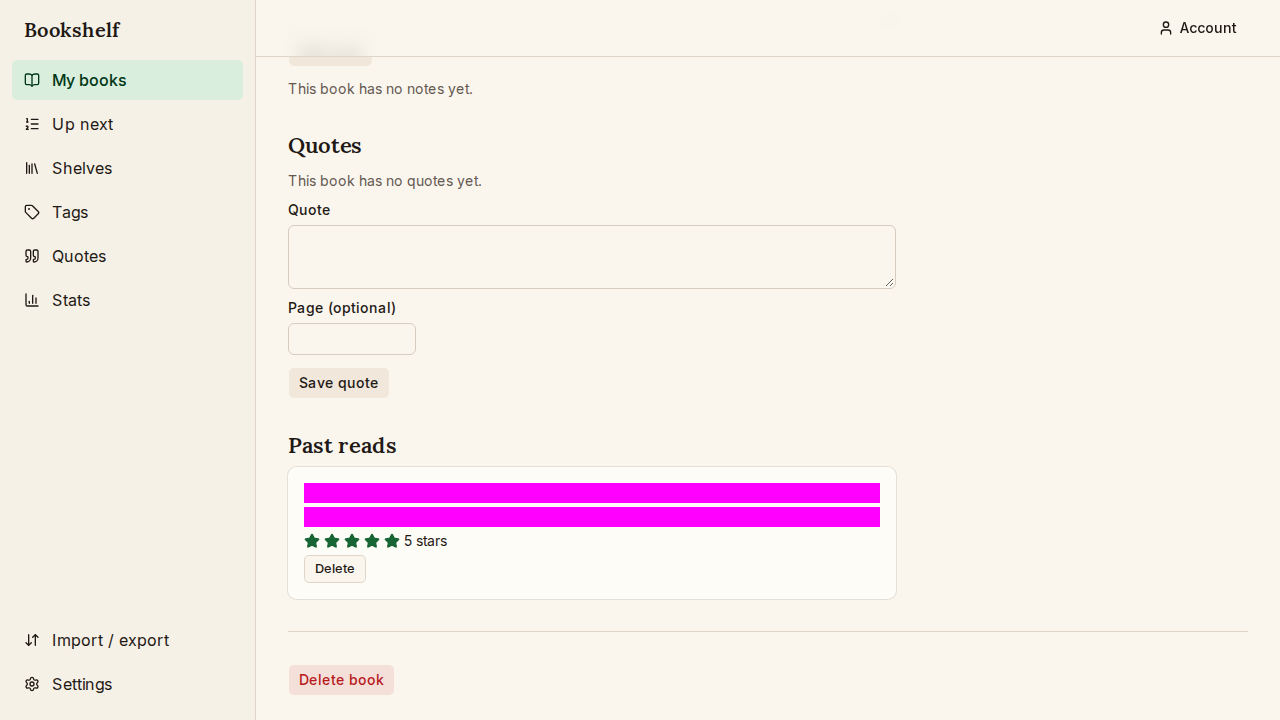 Bookshelf
My books
Up next
Shelves
Tags
Quotes
Stats
Import / export
Settings
Account
This book has no notes yet.
Quotes
This book has no quotes yet.
Quote
Page (optional)
Save quote
Past reads
5 stars
Delete
Delete book